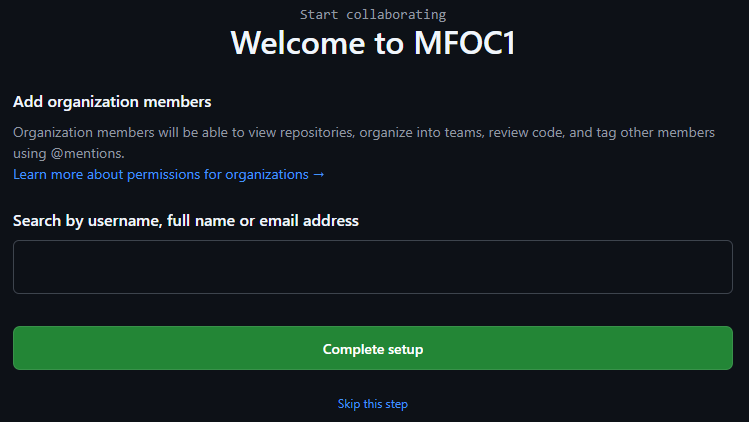 Start collaborating
Welcome to MFOC1
Add organization members
Organization members will be able to view repositories, organize into teams, review code, and tag other members
using @mentions.
Learn more about permissions for organizations →
Search by username, full name or email address
Complete setup
Skip this step